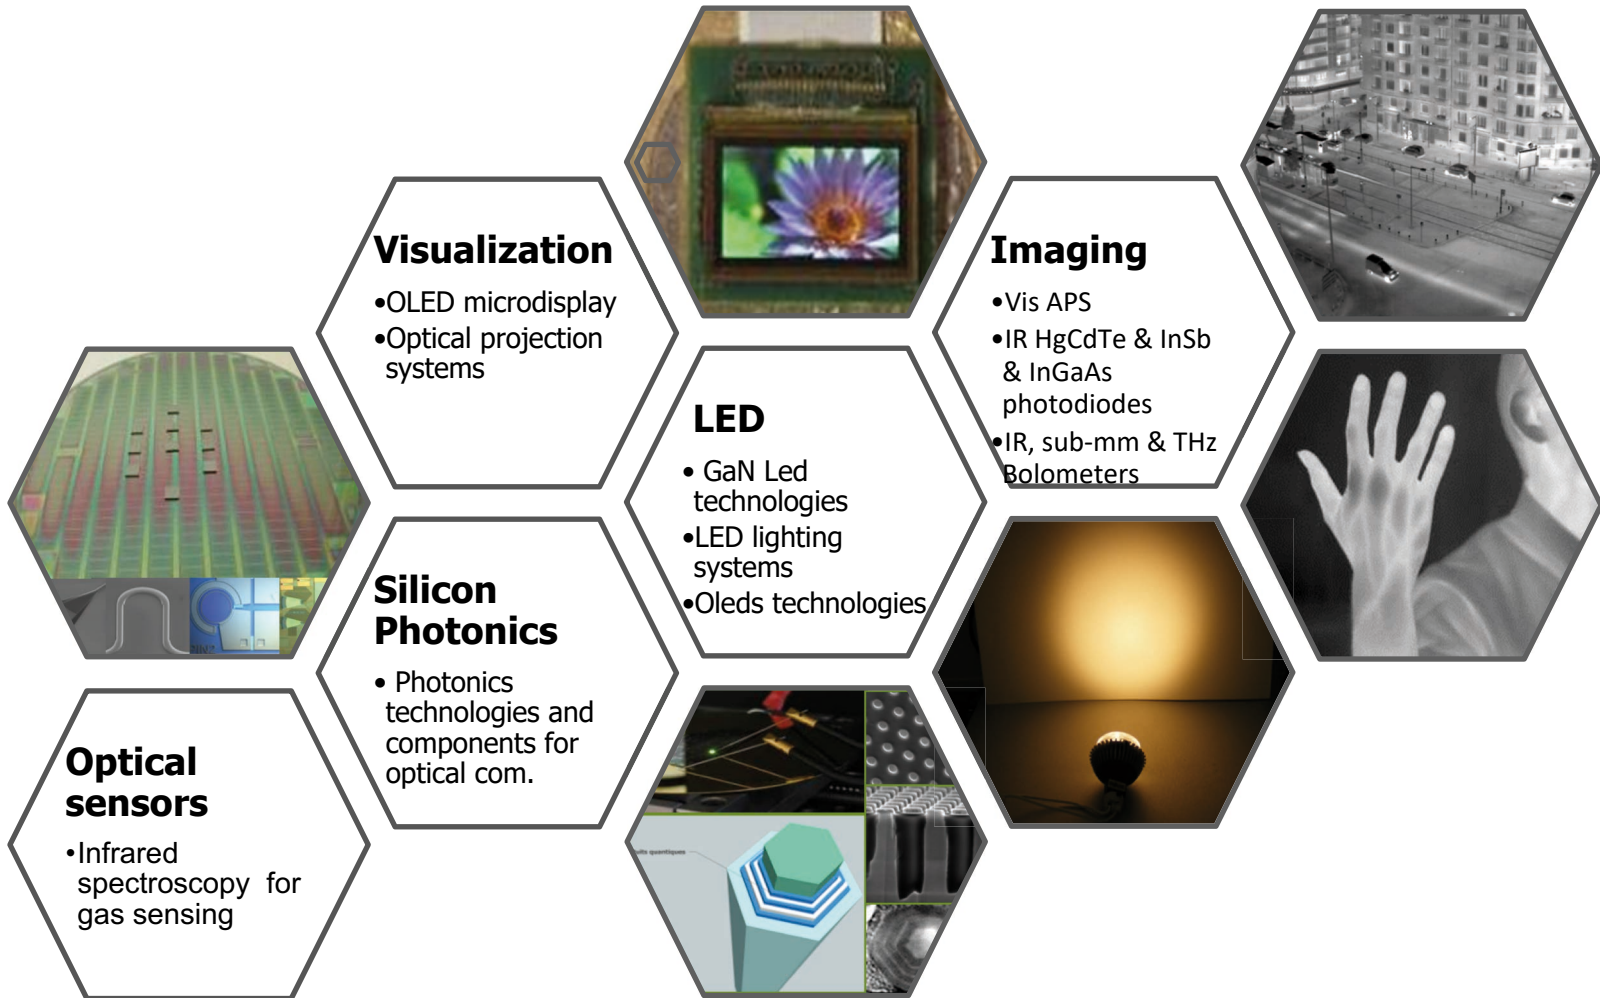 Visualization
•OLED microdisplay
•Optical projection
systems
Imaging
•Vis APS
•IR HgCdTe & InSb
& InGaAs
photodiodes
•IR, sub-mm & THz
Bolometers
LED
• GaN Led
technologies
•LED lighting
systems
•Oleds technologies
Silicon
Photonics
• Photonics
technologies and
components for
optical com.
Optical
sensors
•Infrared
spectroscopy for
gas sensing
quantiques